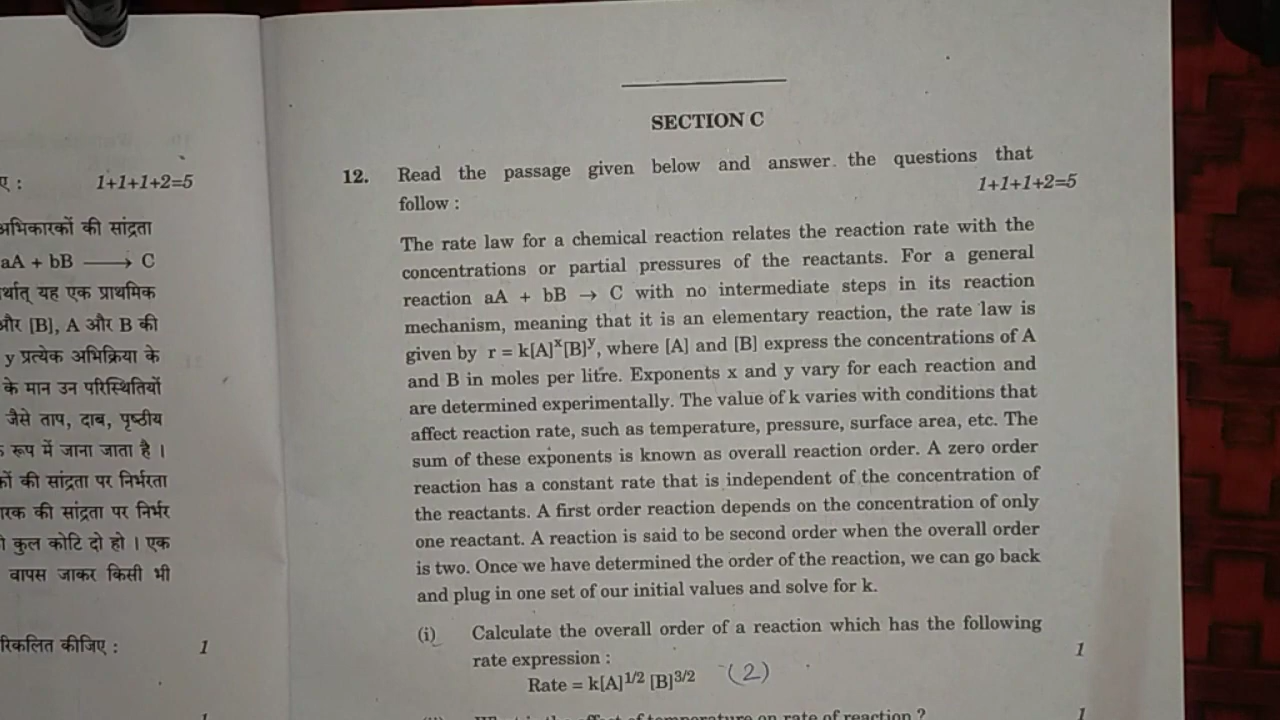 ए :
1+1+1+2=5
अभिकारकों की सांद्रता
aA + bB ⟶ C
र्थात् यह एक प्राथमिक
और [B], A और B की
y प्रत्येक अभिक्रिया के
के मान उन परिस्थितियों
जैसे ताप, दाब, पृष्ठीय
रूप में जाना जाता है ।
कों की सांद्रता पर निर्भरता
की सांद्रता पर निर्भर
कुल कोटि दो हो । एक
वापस जाकर किसी भी
रिकलित कीजिए :
1
1
SECTION C
12. Read the passage given below and answer the questions that
follow :
1+1+1+2=5
The rate law for a chemical reaction relates the reaction rate with the
concentrations or partial pressures of the reactants. For a general
reaction aA + bB → C with no intermediate steps in its reaction
mechanism, meaning that it is an elementary reaction, the rate law is
given by r = k[A]ˣ[B]ʸ, where [A] and [B] express the concentrations of A
and B in moles per litre. Exponents x and y vary for each reaction and
are determined experimentally. The value of k varies with conditions that
affect reaction rate, such as temperature, pressure, surface area, etc. The
sum of these exponents is known as overall reaction order. A zero order
reaction has a constant rate that is independent of the concentration of
the reactants. A first order reaction depends on the concentration of only
one reactant. A reaction is said to be second order when the overall order
is two. Once we have determined the order of the reaction, we can go back
and plug in one set of our initial values and solve for k.
(i) Calculate the overall order of a reaction which has the following
rate expression :
1
Rate = k[A]^1/2 [B]^3/2 (2)
of temperature on rate of reaction ?
1